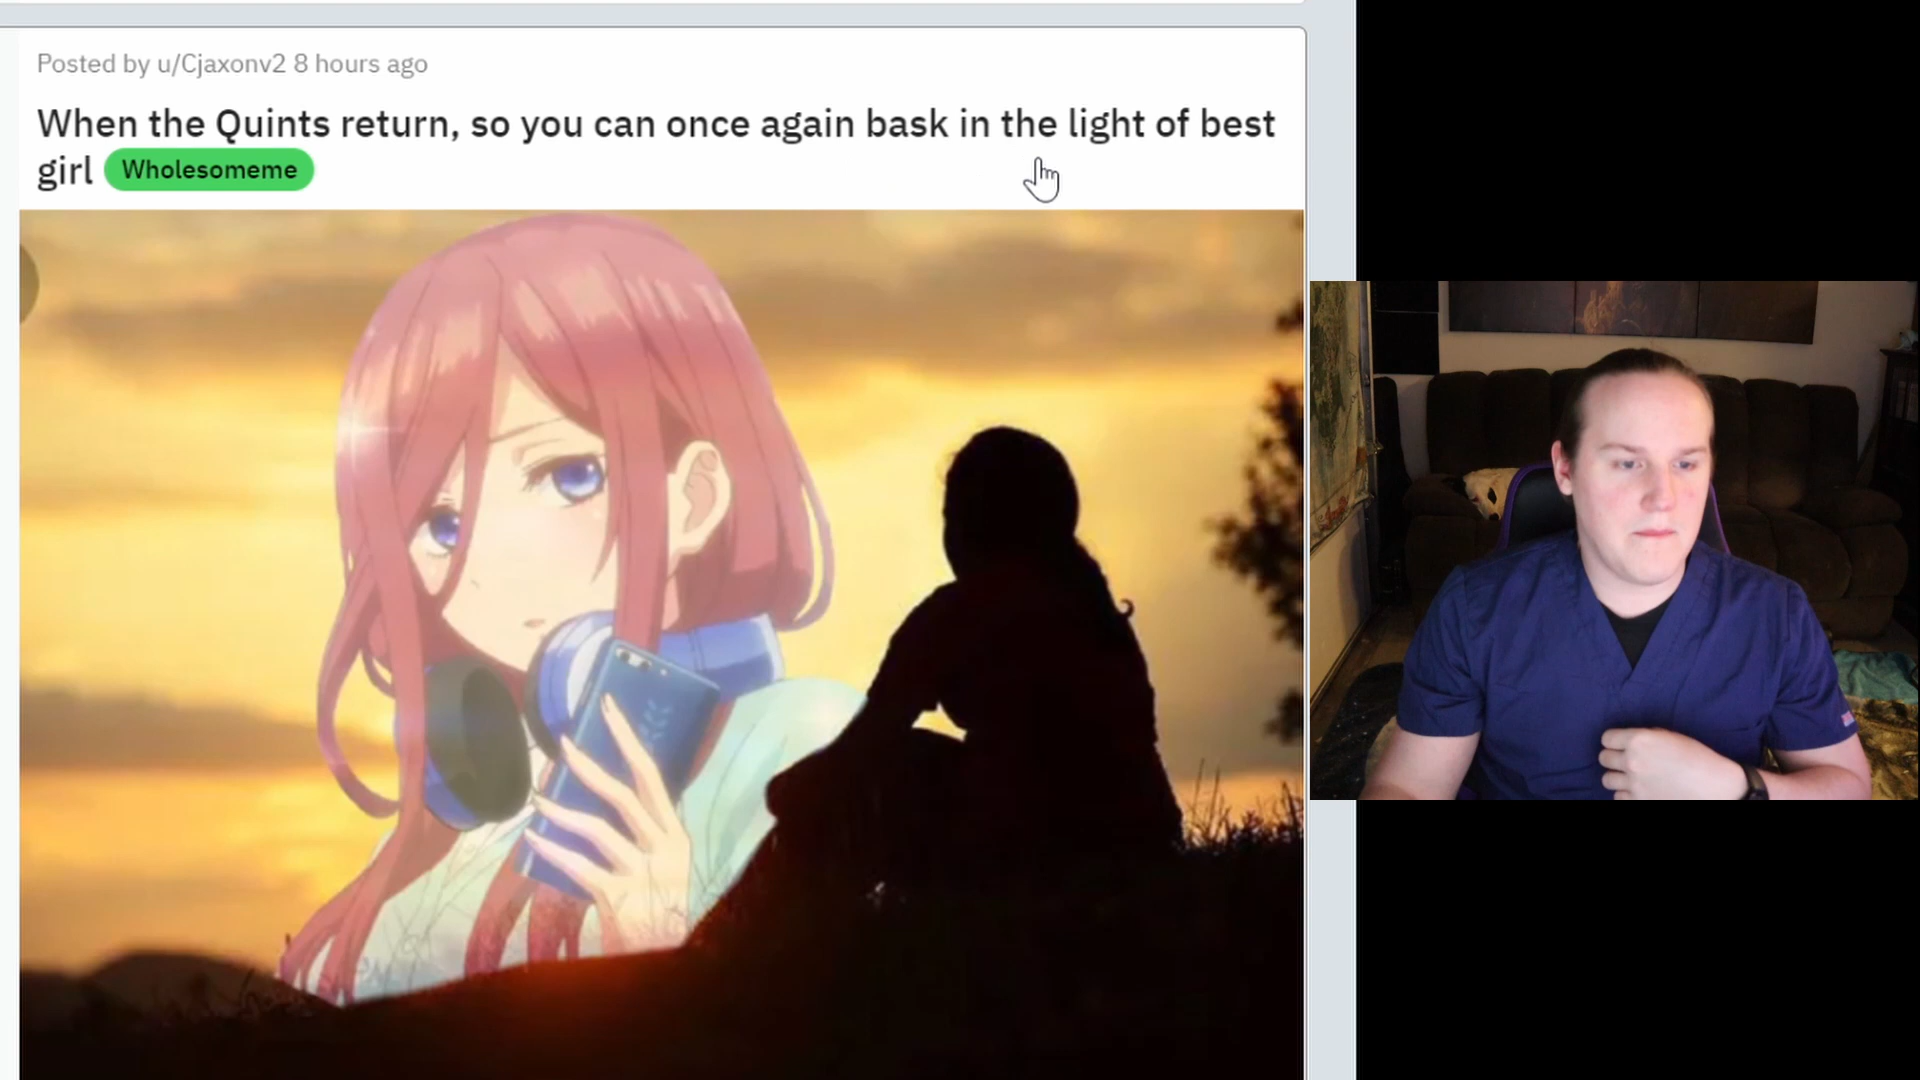 Posted by u/Cjaxonv2 8 hours ago
When the Quints return, so you can once again bask in the light of best
girl Wholesomeme